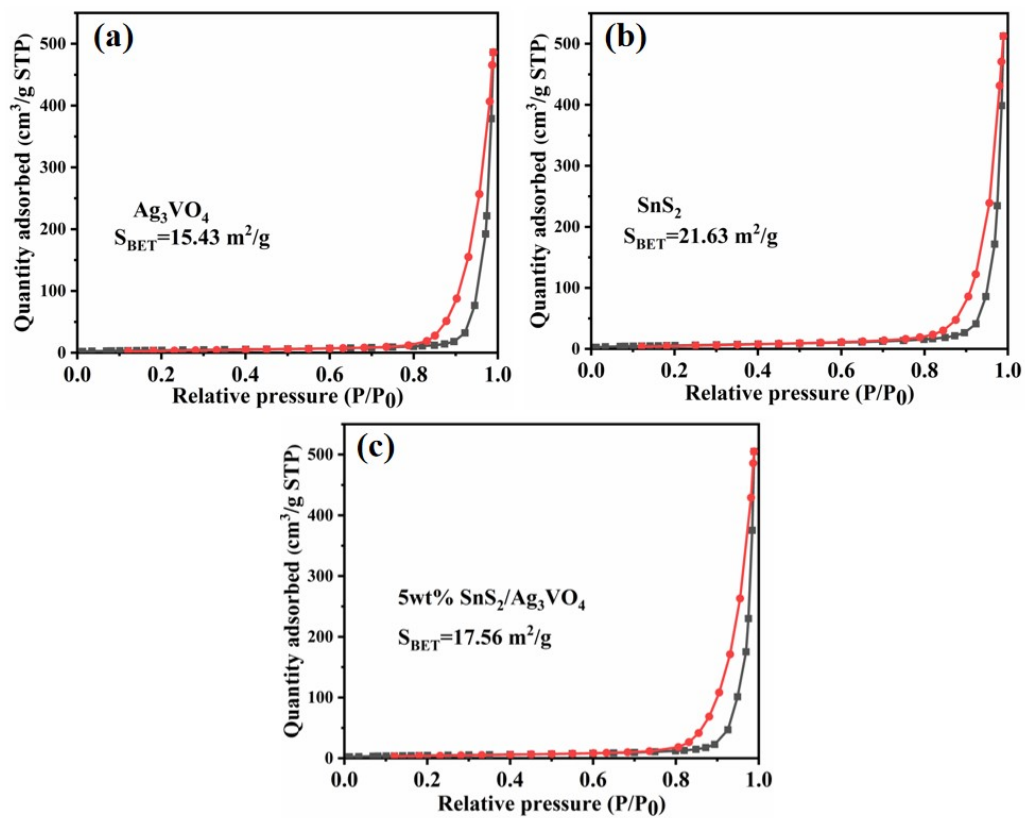 (a)
Quantity adsorbed (cm³/g STP)
500
400
300
200
100
0
Ag₃VO₄
S_BET=15.43 m²/g
0.0 0.2 0.4 0.6 0.8 1.0
Relative pressure (P/P₀)
(b)
Quantity adsorbed (cm³/g STP)
500
400
300
200
100
0
SnS₂
S_BET=21.63 m²/g
0.0 0.2 0.4 0.6 0.8 1.0
Relative pressure (P/P₀)
(c)
Quantity adsorbed (cm³/g STP)
500
400
300
200
100
0
5wt% SnS₂/Ag₃VO₄
S_BET=17.56 m²/g
0.0 0.2 0.4 0.6 0.8 1.0
Relative pressure (P/P₀)